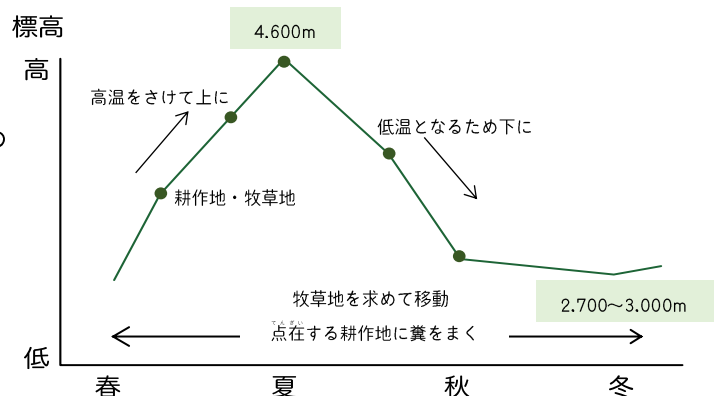 標高
高
4.600m
高温をさけて上に
低温となるため下に
耕作地・牧草地
牧草地を求めて移動
てんざい
点在する耕作地に糞をまく
2.700〜3.000m
低
春
夏
秋
冬